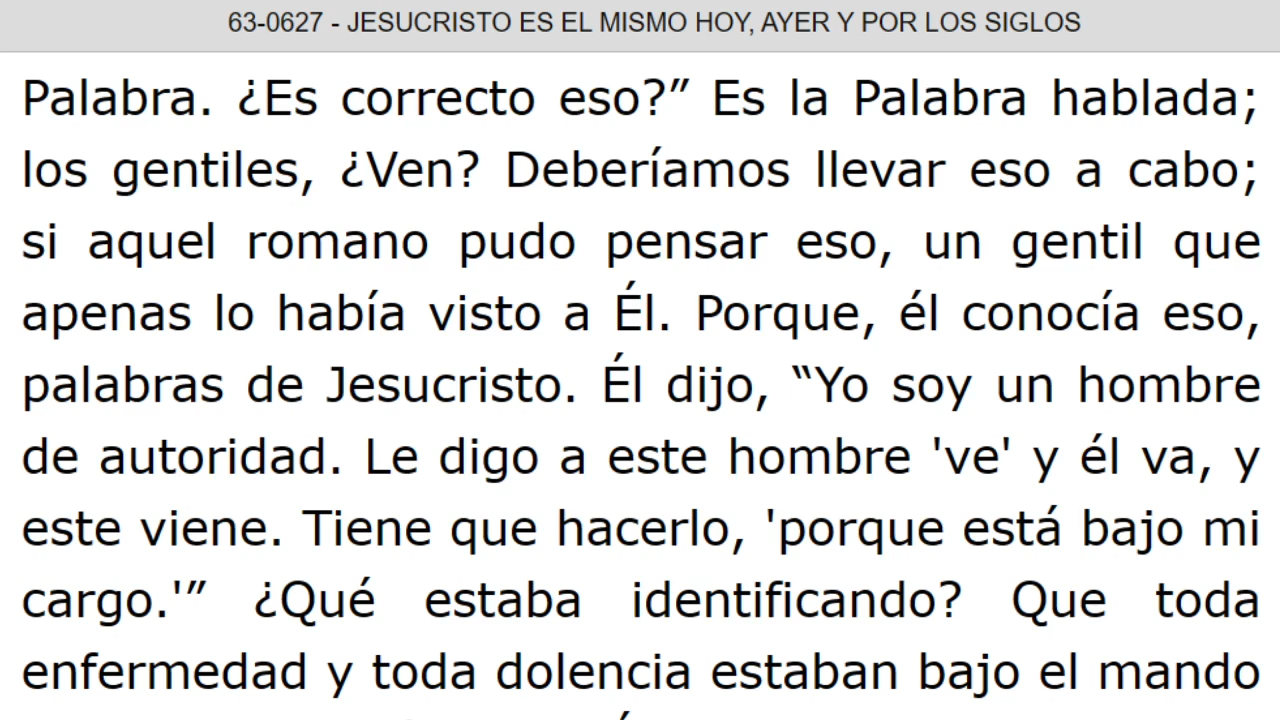 63-0627 - JESUCRISTO ES EL MISMO HOY, AYER Y POR LOS SIGLOS
Palabra. ¿Es correcto eso?” Es la Palabra hablada;
los gentiles, ¿Ven? Deberíamos llevar eso a cabo;
si aquel romano pudo pensar eso, un gentil que
apenas lo había visto a Él. Porque, él conocía eso,
palabras de Jesucristo. Él dijo, “Yo soy un hombre
de autoridad. Le digo a este hombre 've' y él va, y
este viene. Tiene que hacerlo, 'porque está bajo mi
cargo.'” ¿Qué estaba identificando? Que toda
enfermedad y toda dolencia estaban bajo el mando